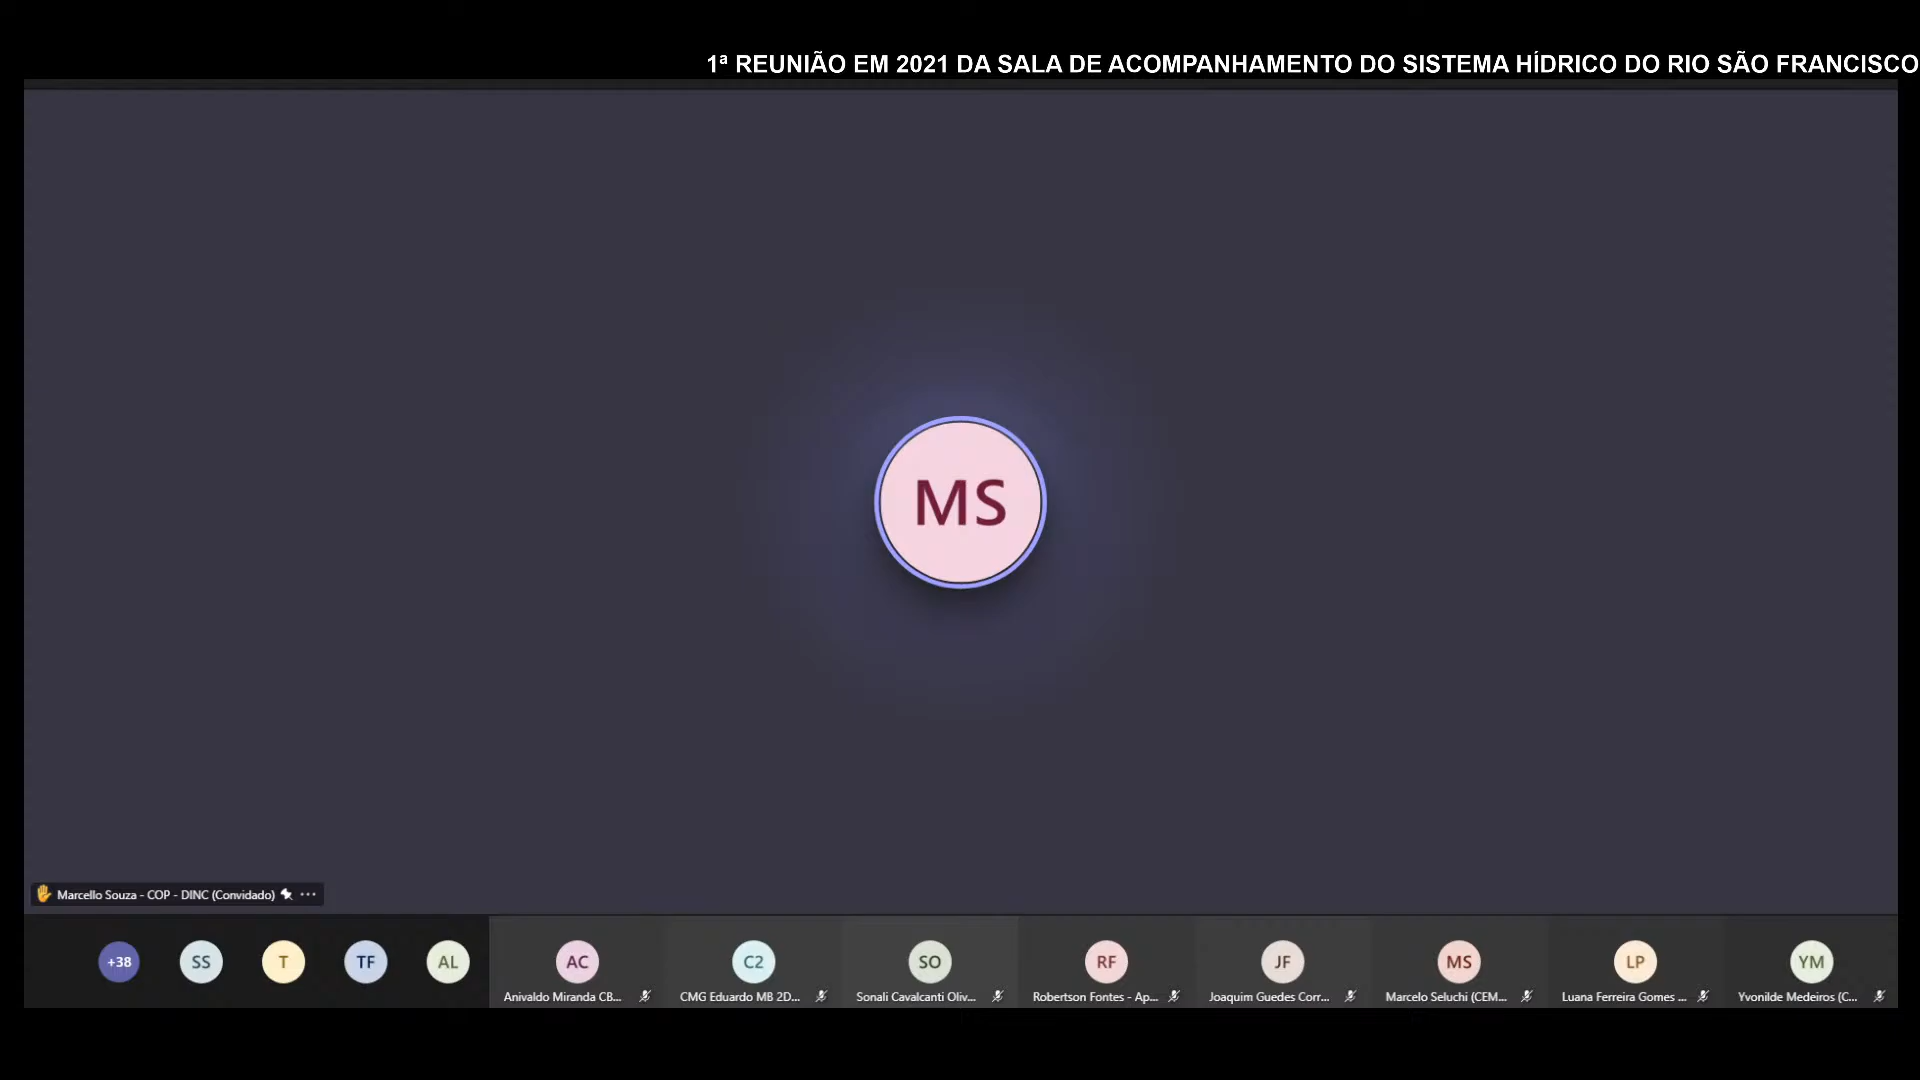 1ª REUNIÃO EM 2021 DA SALA DE ACOMPANHAMENTO DO SISTEMA HÍDRICO DO RIO SÃO FRANCISCO
MS
Marcello Souza - COP - DINC (Convidado) ...
+38 SS T TF AL AC C2 SO RF JF MS LP YM
Anivaldo Miranda CB... CMG Eduardo MB 2D... Sonali Cavalcanti Oliv... Robertson Fontes - Ap... Joaquim Guedes Corr... Marcelo Seluchi (CEM... Luana Ferreira Gomes ... Yvonilde Medeiros (C...